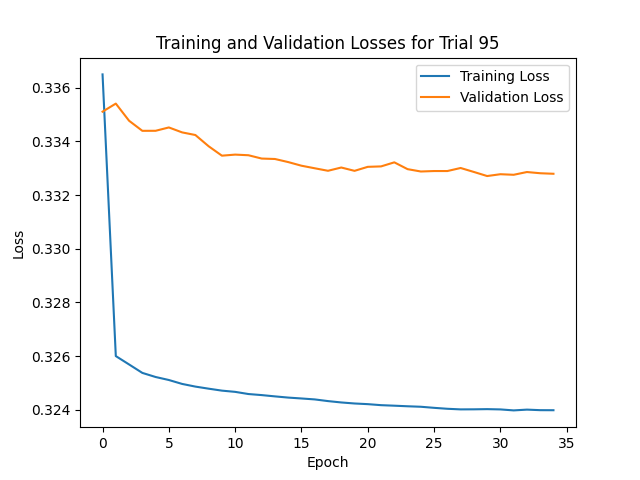 Training and Validation Losses for Trial 95
Training Loss
Validation Loss
0.336
0.334
0.332
0.330
0.328
0.326
0.324
Loss
0 5 10 15 20 25 30 35
Epoch